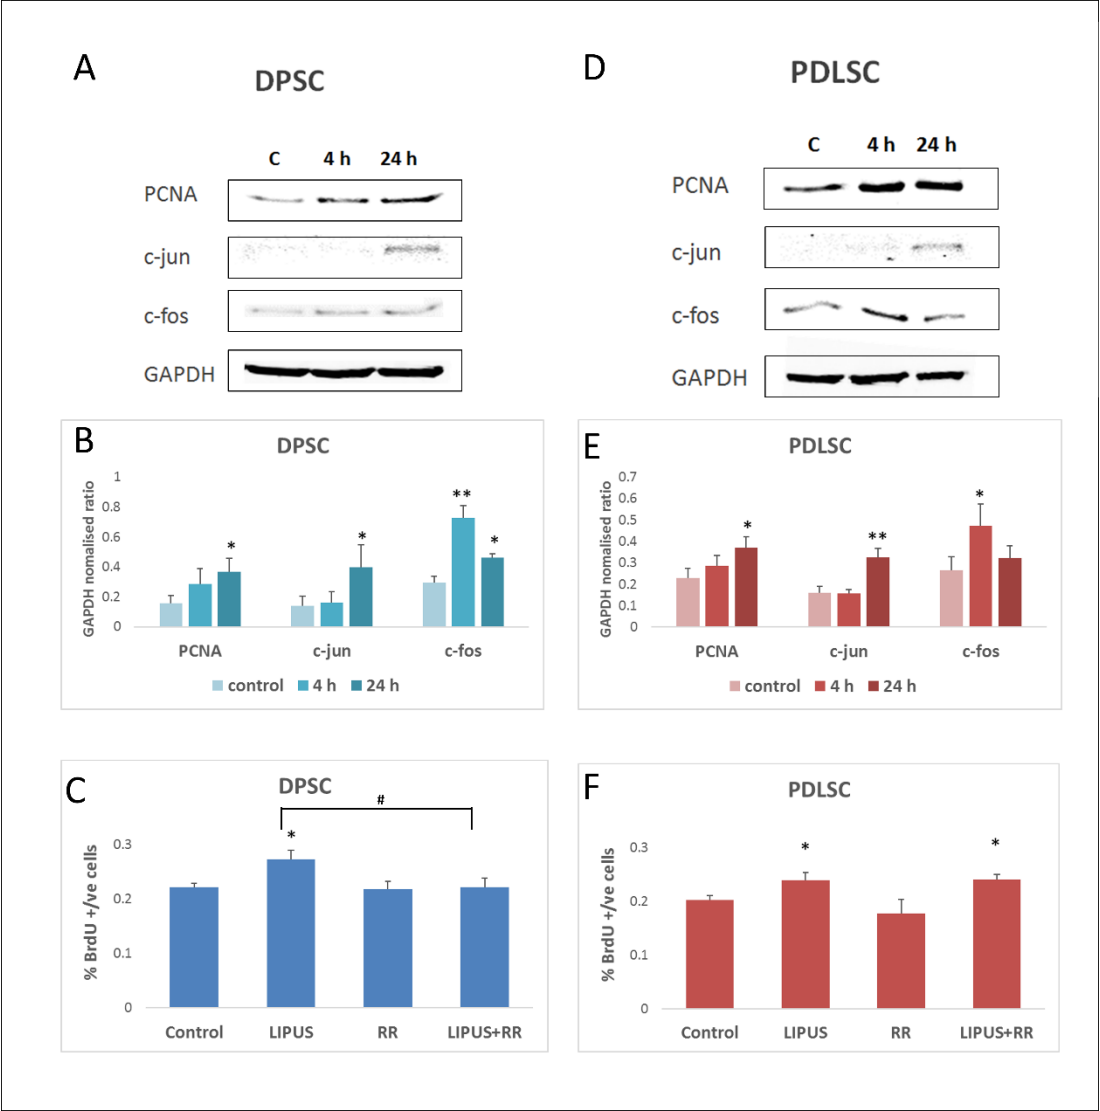 A
DPSC
C 4 h 24 h
PCNA
c-jun
c-fos
GAPDH
D
PDLSC
C 4 h 24 h
PCNA
c-jun
c-fos
GAPDH
B
DPSC
GAPDH nomalised ratio
1
0.8
0.6
0.4
0.2
0
* * ** *
PCNA c-jun c-fos
control 4 h 24 h
E
PDLSC
GAPDH normalised ratio
0.7
0.6
0.5
0.4
0.3
0.2
0.1
0
* ** *
PCNA c-jun c-fos
control 4 h 24 h
C
DPSC
#
*
% BrdU +/ve cells
0.3
0.2
0.1
0
Control LIPUS RR LIPUS+RR
F
PDLSC
* *
% BrdU +/ve cells
0.3
0.2
0.1
0
Control LIPUS RR LIPUS+RR